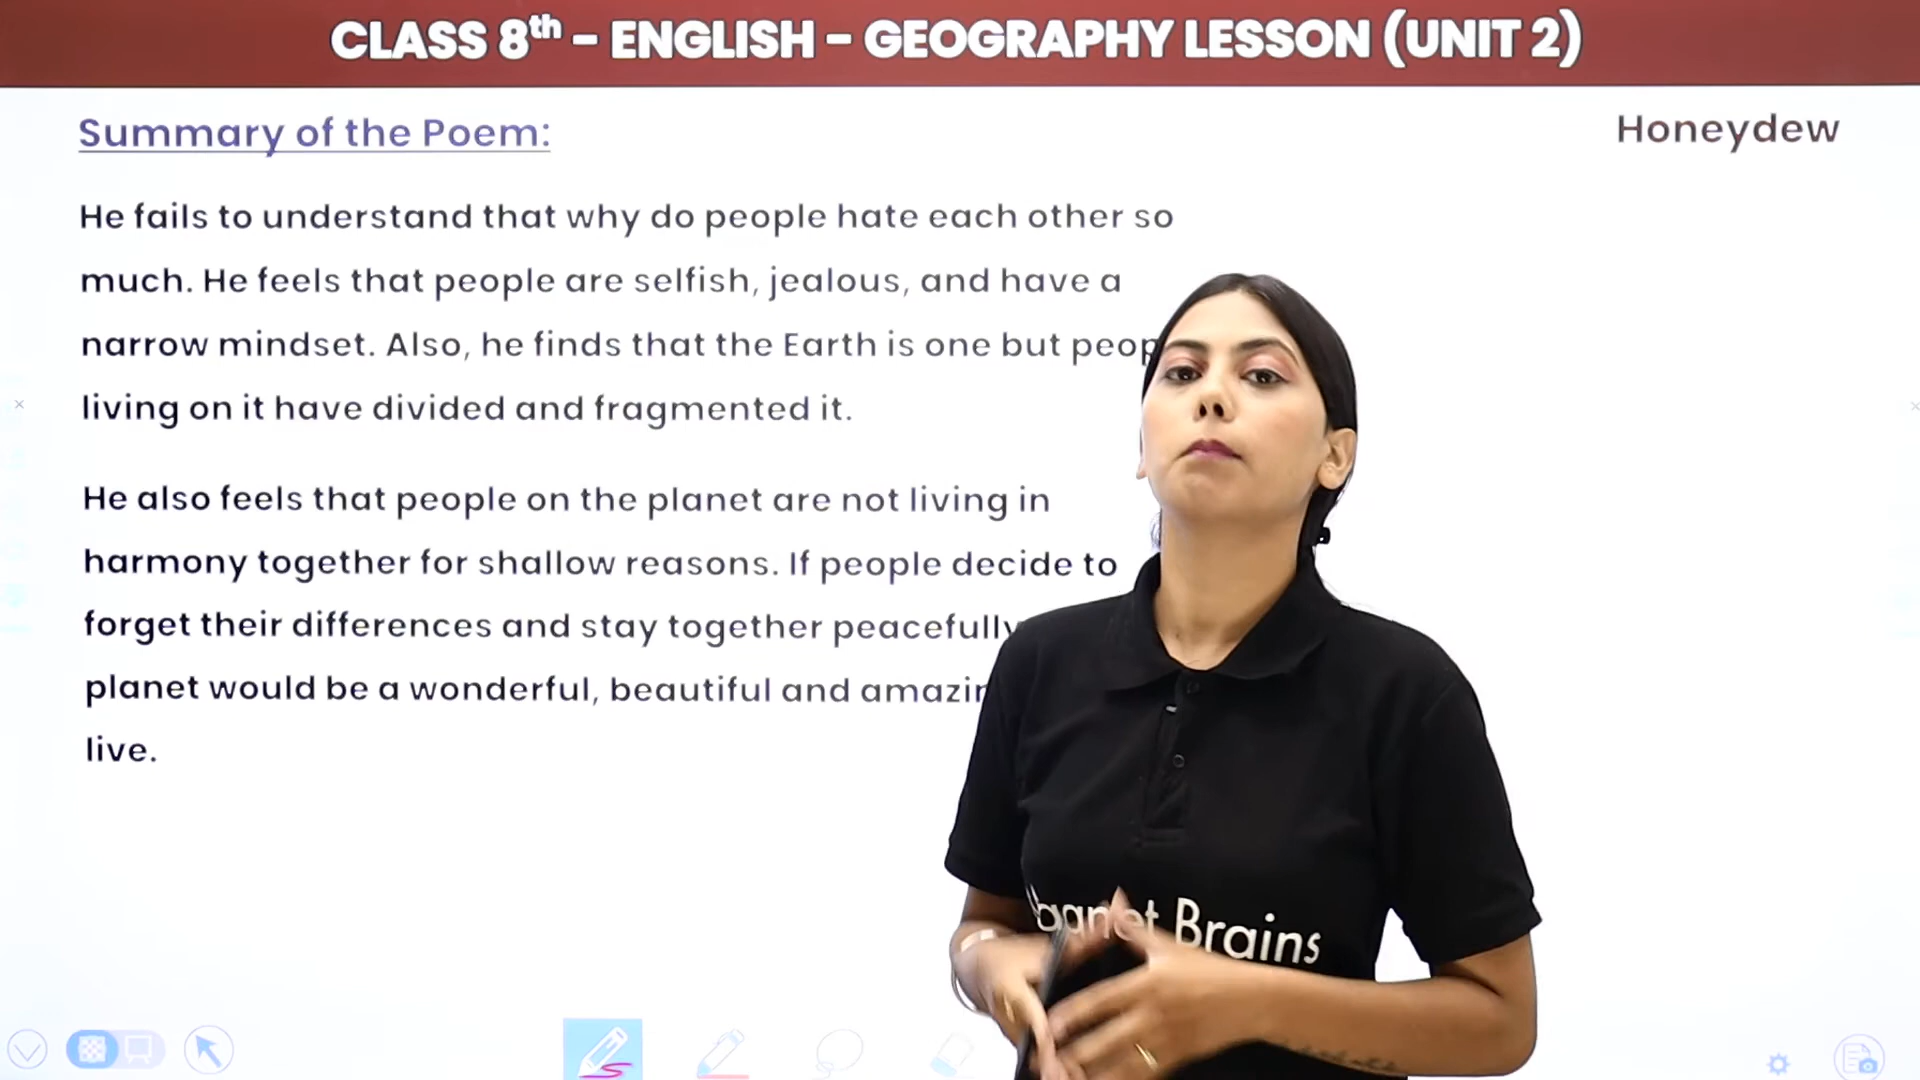 CLASS 8th - ENGLISH - GEOGRAPHY LESSON (UNIT 2)
Summary of the Poem:
Honeydew
He fails to understand that why do people hate each other so
much. He feels that people are selfish, jealous, and have a
narrow mindset. Also, he finds that the Earth is one but
living on it have divided and fragmented it.
He also feels that people on the planet are not living in
harmony together for shallow reasons. If people decide to
forget their differences and stay together peacefully
planet would be a wonderful, beautiful and
live.
Brains